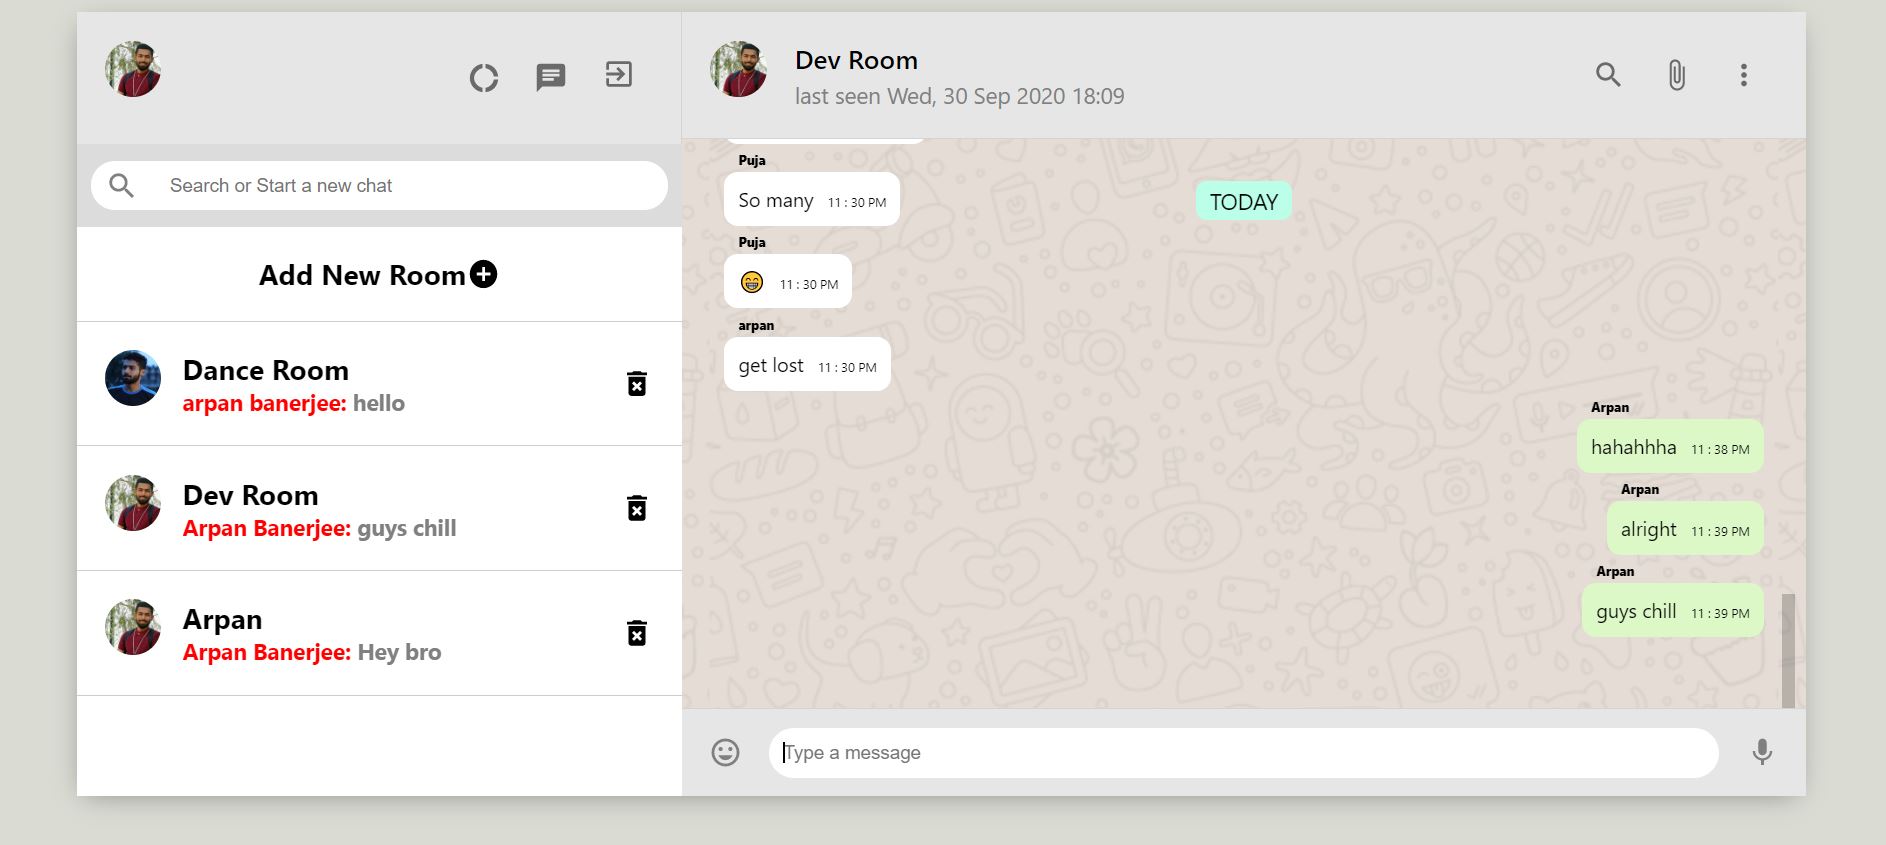 Search or Start a new chat
Add New Room
Dance Room
arpan banerjee: hello
Dev Room
Arpan Banerjee: guys chill
Arpan
Arpan Banerjee: Hey bro
Dev Room
last seen Wed, 30 Sep 2020 18:09
Puja
So many 11 : 30 PM
TODAY
Puja
😁 11 : 30 PM
arpan
get lost 11 : 30 PM
Arpan
hahahhha 11 : 38 PM
Arpan
alright 11 : 39 PM
Arpan
guys chill 11 : 39 PM
Type a message